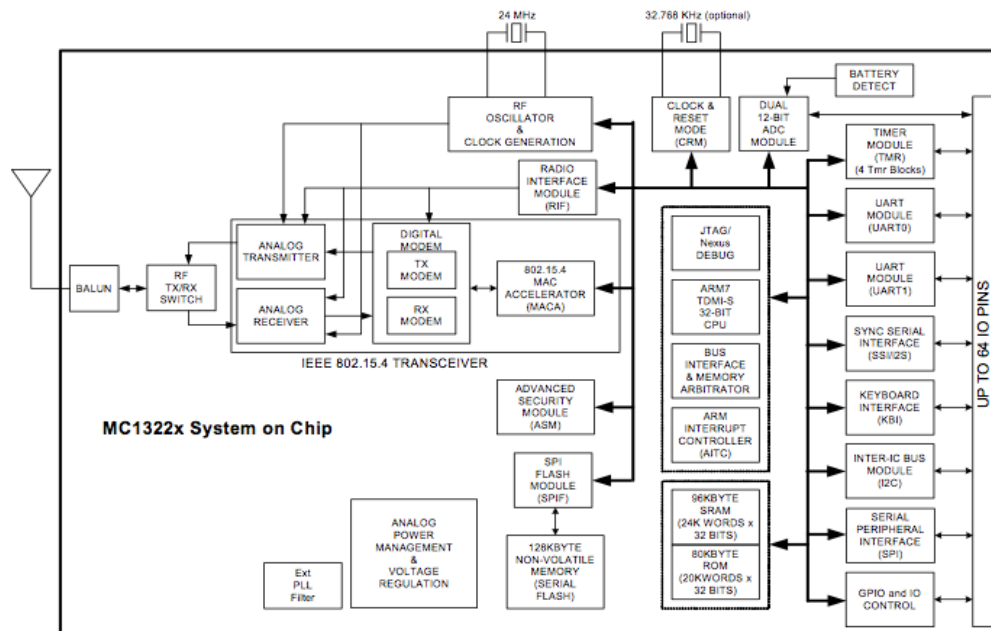 24 MHz
32.768 KHz (optional)
BATTERY
DETECT
RF
OSCILLATOR
&
CLOCK GENERATION
CLOCK &
RESET
MODE
(CRM)
DUAL
12-BIT
ADC
MODULE
TIMER
MODULE
(TMR)
(4 Tmr Blocks)
RADIO
INTERFACE
MODULE
(RIF)
UART
MODULE
(UART0)
ANALOG
TRANSMITTER
DIGITAL
MODEM
TX
MODEM
RX
MODEM
JTAG/
Nexus
DEBUG
BALUN
RF
TX/RX
SWITCH
ANALOG
RECEIVER
802.15.4
MAC
ACCELERATOR
(MACA)
ARM7
TDMI-S
32-BIT
CPU
UART
MODULE
(UART1)
IEEE 802.15.4 TRANSCEIVER
BUS
INTERFACE
& MEMORY
ARBITRATOR
SYNC SERIAL
INTERFACE
(SSI/I2S)
UP TO 64 IO PINS
ADVANCED
SECURITY
MODULE
(ASM)
ARM
INTERRUPT
CONTROLLER
(AITC)
KEYBOARD
INTERFACE
(KBI)
MC1322x System on Chip
SPI
FLASH
MODULE
(SPIF)
INTER-IC BUS
MODULE
(I2C)
ANALOG
POWER
MANAGEMENT
&
VOLTAGE
REGULATION
96KBYTE
SRAM
(24K WORDS x
32 BITS)
SERIAL
PERIPHERAL
INTERFACE
(SPI)
Ext
PLL
Filter
128KBYTE
NON-VOLATILE
MEMORY
(SERIAL
FLASH)
80KBYTE
ROM
(20KWORDS x
32 BITS)
GPIO and IO
CONTROL